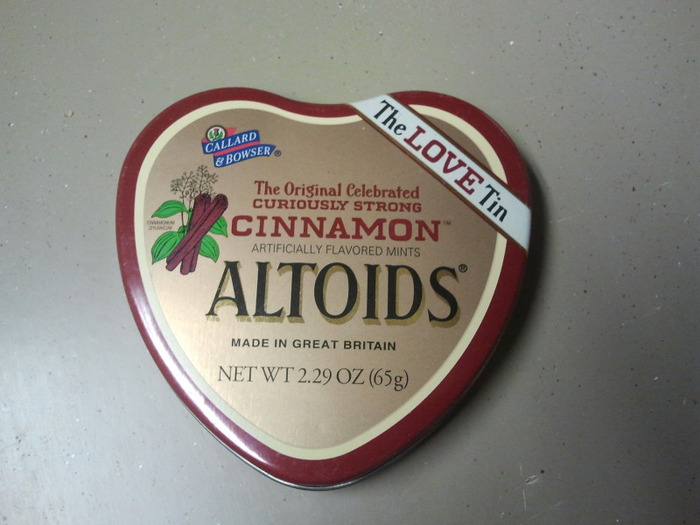 The LOVE Tin
CALLARD
& BOWSER®
The Original Celebrated
CURIOUSLY STRONG
CINNAMON™
ARTIFICIALLY FLAVORED MINTS
ALTOIDS®
MADE IN GREAT BRITAIN
NET WT 2.29 OZ (65g)